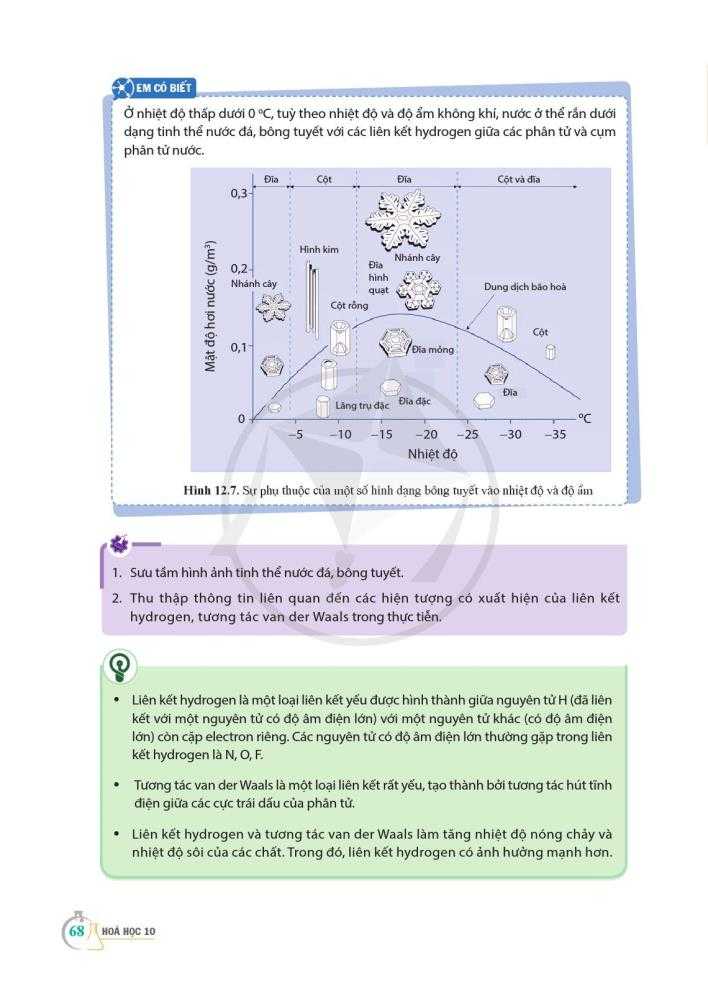 EM CÓ BIẾT
Ở nhiệt độ thấp dưới 0 °C, tuỳ theo nhiệt độ và độ ẩm không khí, nước ở thể rắn dưới
dạng tinh thể nước đá, bông tuyết với các liên kết hydrogen giữa các phân tử và cụm
phân tử nước.
Đĩa Cột Đĩa Cột và đĩa
0,3
Hình kim
Nhánh cây
Mật độ hơi nước (g/m³)
0,2
Đĩa
hình
quạt
Nhánh cây
Dung dịch bão hoà
Cột rỗng
Cột
0,1
Đĩa mỏng
Đĩa
Lăng trụ đặc
Đĩa đặc
0
°C
−5 −10 −15 −20 −25 −30 −35
Nhiệt độ
Hình 12.7. Sự phụ thuộc của một số hình dạng bông tuyết vào nhiệt độ và độ ẩm
1. Sưu tầm hình ảnh tinh thể nước đá, bông tuyết.
2. Thu thập thông tin liên quan đến các hiện tượng có xuất hiện của liên kết
hydrogen, tương tác van der Waals trong thực tiễn.
• Liên kết hydrogen là một loại liên kết yếu được hình thành giữa nguyên tử H (đã liên
kết với một nguyên tử có độ âm điện lớn) với một nguyên tử khác (có độ âm điện
lớn) còn cặp electron riêng. Các nguyên tử có độ âm điện lớn thường gặp trong liên
kết hydrogen là N, O, F.
• Tương tác van der Waals là một loại liên kết rất yếu, tạo thành bởi tương tác hút tĩnh
điện giữa các cực trái dấu của phân tử.
• Liên kết hydrogen và tương tác van der Waals làm tăng nhiệt độ nóng chảy và
nhiệt độ sôi của các chất. Trong đó, liên kết hydrogen có ảnh hưởng mạnh hơn.
68 HOÁ HỌC 10